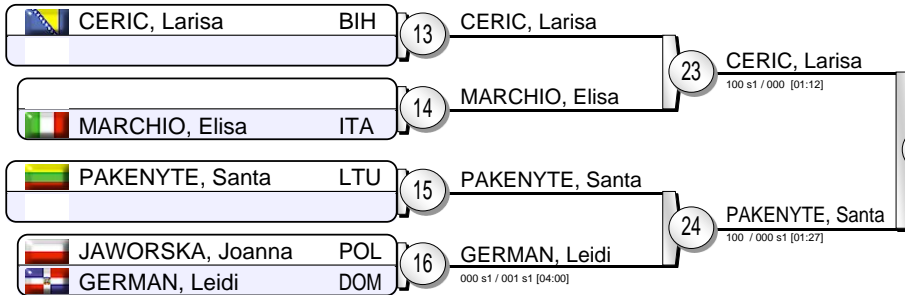 CERIC, Larisa BIH
13
CERIC, Larisa
MARCHIO, Elisa ITA
14
MARCHIO, Elisa
23
CERIC, Larisa
100 s1 / 000 [01:12]
PAKENYTE, Santa LTU
15
PAKENYTE, Santa
JAWORSKA, Joanna POL
GERMAN, Leidi DOM
16
GERMAN, Leidi
000 s1 / 001 s1 [04:00]
24
PAKENYTE, Santa
100 / 000 s1 [01:27]